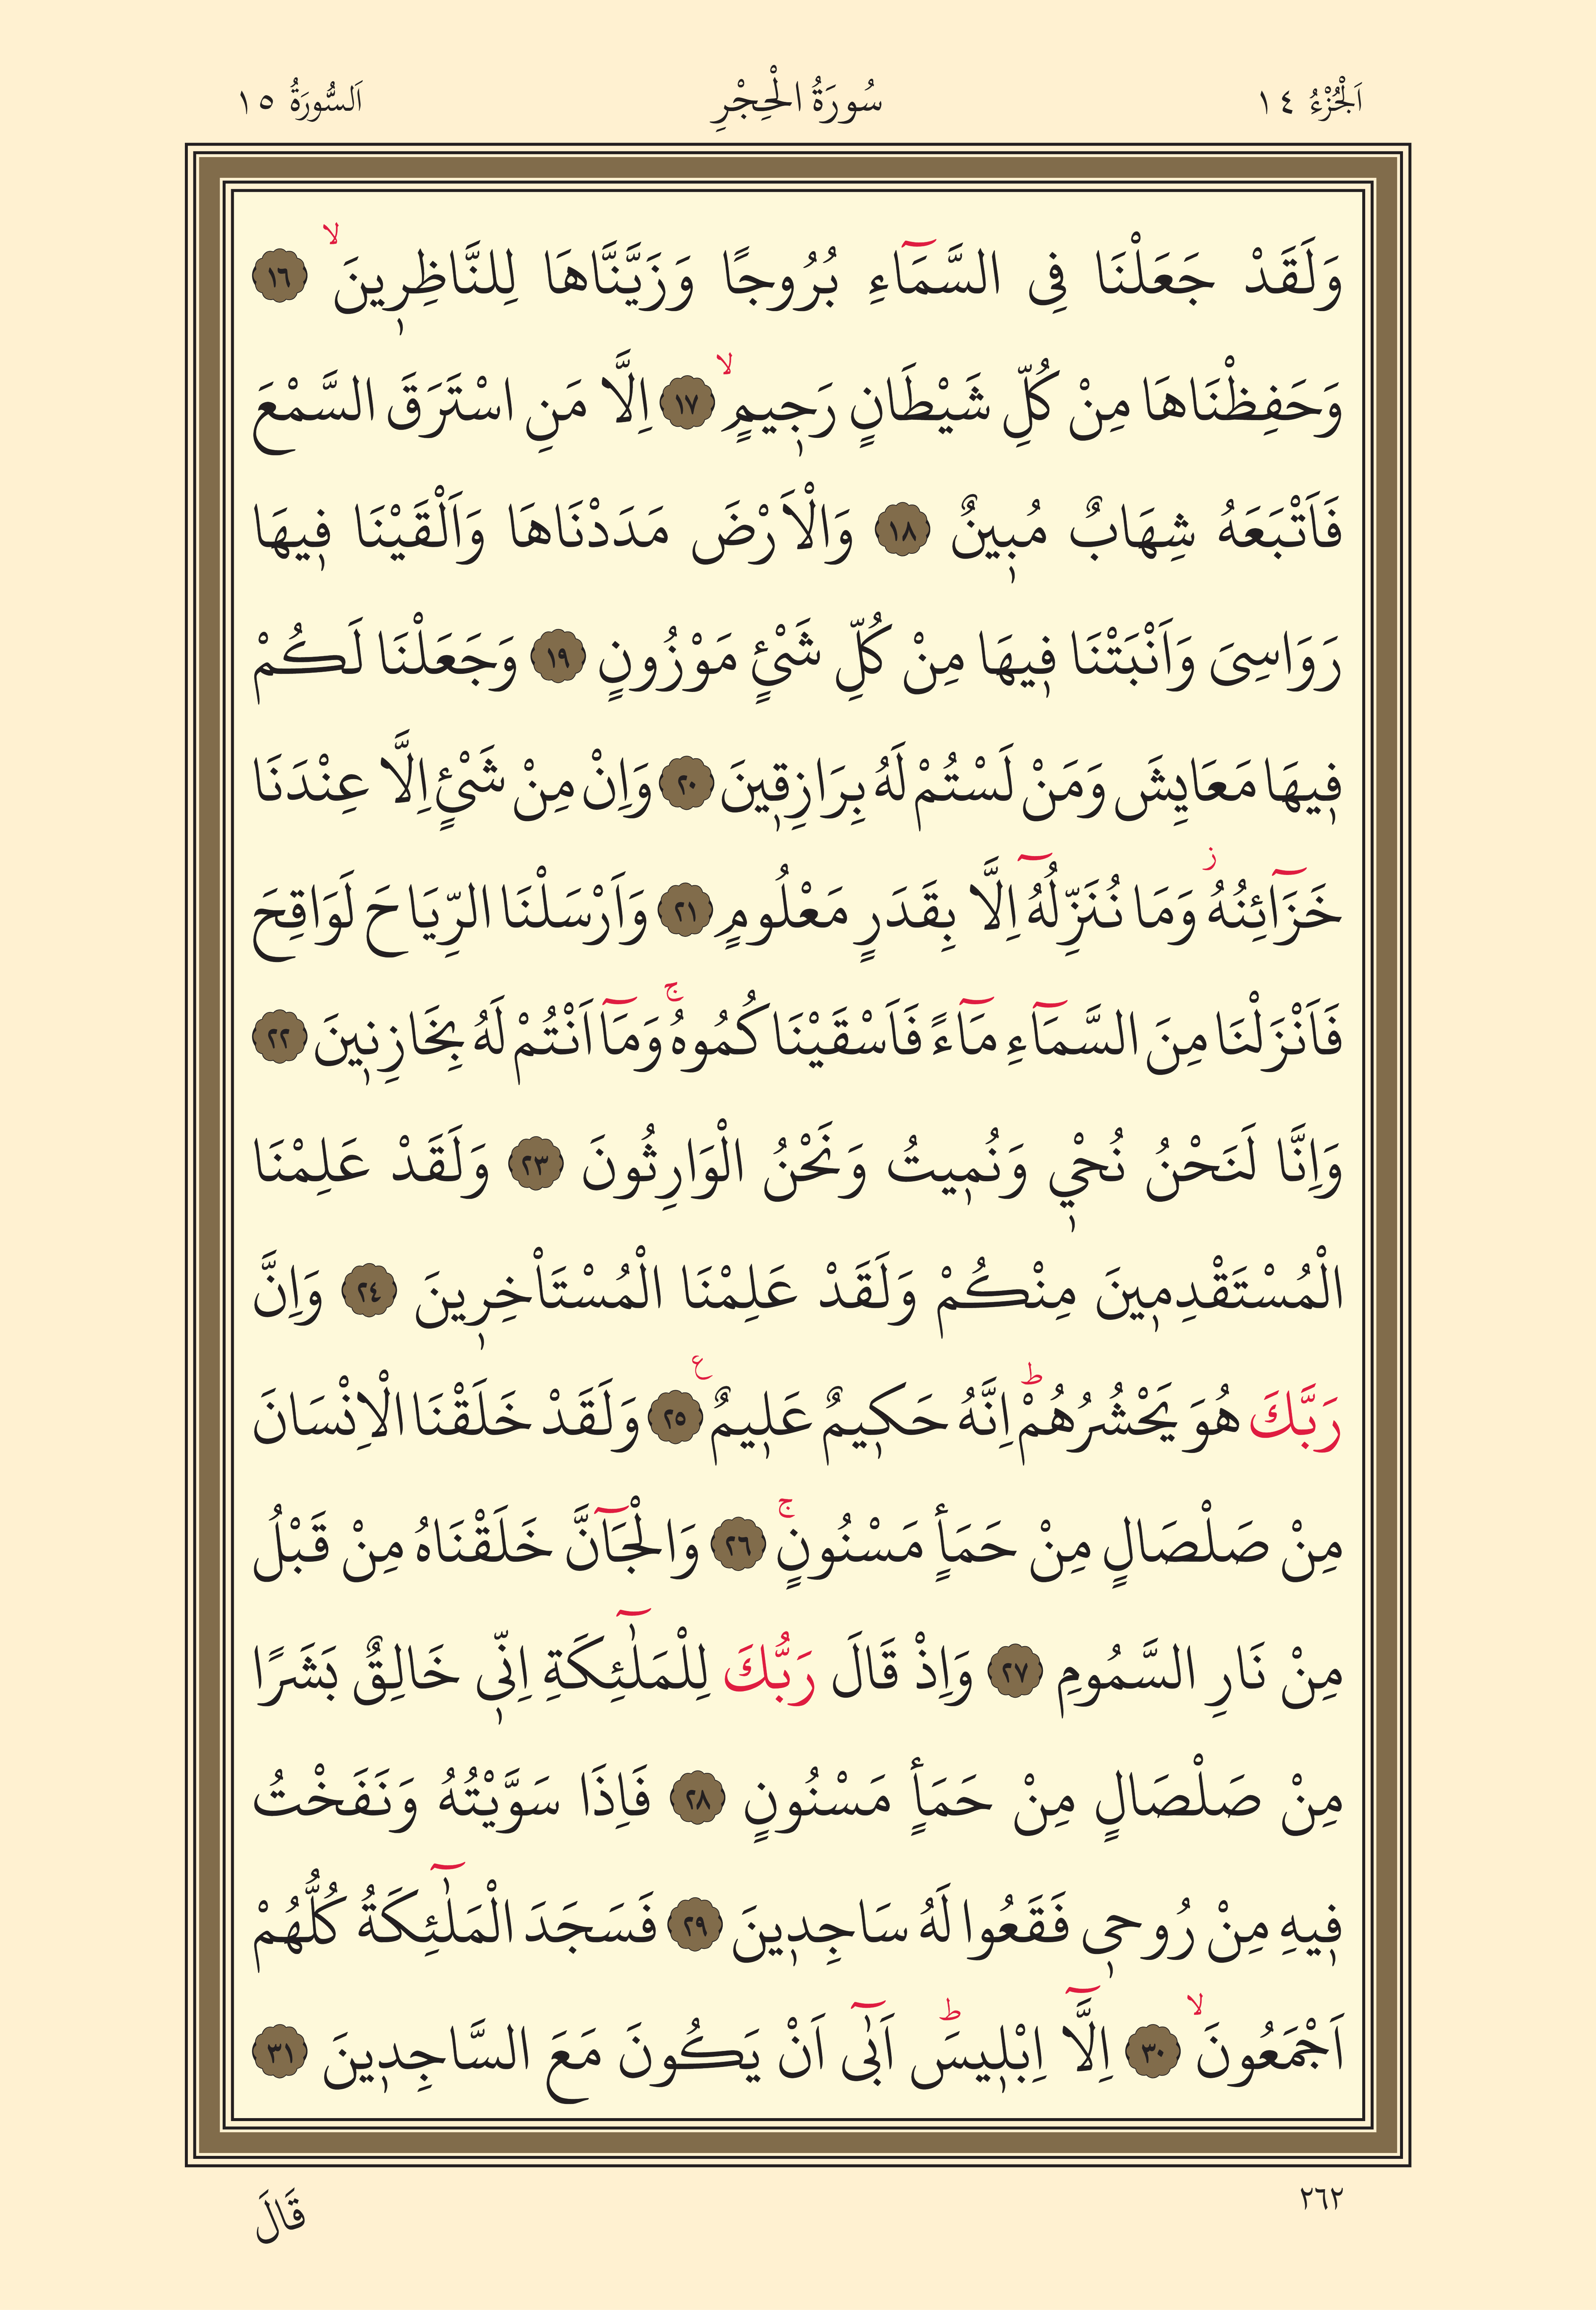 اَلْجُزْءُ ١٤ سُورَةُ الْحِجْرِ اَلسُّورَةُ ١٥
وَلَقَدْ جَعَلْنَا فِى السَّمَٓاءِ بُرُوجًا وَزَيَّنَّاهَا لِلنَّاظِر۪ينَۙ ١٦
وَحَفِظْنَاهَا مِنْ كُلِّ شَيْطَانٍ رَج۪يمٍۙ ١٧ اِلَّا مَنِ اسْتَرَقَ السَّمْعَ
فَاَتْبَعَهُ شِهَابٌ مُب۪ينٌ ١٨ وَالْاَرْضَ مَدَدْنَاهَا وَاَلْقَيْنَا ف۪يهَا
رَوَاسِىَ وَاَنْبَتْنَا ف۪يهَا مِنْ كُلِّ شَىْئٍ مَوْزُونٍ ١٩ وَجَعَلْنَا لَكُمْ
ف۪يهَا مَعَايِشَ وَمَنْ لَسْتُمْ لَهُ بِرَازِق۪ينَ ٢٠ وَاِنْ مِنْ شَىْئٍ اِلَّا عِنْدَنَا
خَزَٓائِنُهُۘ وَمَا نُنَزِّلُهُٓ اِلَّا بِقَدَرٍ مَعْلُومٍ ٢١ وَاَرْسَلْنَا الرِّيَاحَ لَوَاقِحَ
فَاَنْزَلْنَا مِنَ السَّمَٓاءِ مَٓاءً فَاَسْقَيْنَا كُمُوهُۚ وَمَٓا اَنْتُمْ لَهُ بِخَازِن۪ينَ ٢٢
وَاِنَّا لَنَحْنُ نُحْي۪ وَنُم۪يتُ وَنَحْنُ الْوَارِثُونَ ٢٣ وَلَقَدْ عَلِمْنَا
الْمُسْتَقْدِم۪ينَ مِنْكُمْ وَلَقَدْ عَلِمْنَا الْمُسْتَاْخِر۪ينَ ٢٤ وَاِنَّ
رَبَّكَ هُوَ يَحْشُرُهُمْۜ اِنَّهُ حَك۪يمٌ عَل۪يمٌ ع ٢٥ وَلَقَدْ خَلَقْنَا الْاِنْسَانَ
مِنْ صَلْصَالٍ مِنْ حَمَأٍ مَسْنُونٍۚ ٢٦ وَالْجَٓانَّ خَلَقْنَاهُ مِنْ قَبْلُ
مِنْ نَارِ السَّمُومِ ٢٧ وَاِذْ قَالَ رَبُّكَ لِلْمَلٰٓئِكَةِ اِنّ۪ى خَالِقٌ بَشَرًا
مِنْ صَلْصَالٍ مِنْ حَمَأٍ مَسْنُونٍ ٢٨ فَاِذَا سَوَّيْتُهُ وَنَفَخْتُ
ف۪يهِ مِنْ رُوح۪ى فَقَعُوا لَهُ سَاجِد۪ينَ ٢٩ فَسَجَدَ الْمَلٰٓئِكَةُ كُلُّهُمْ
اَجْمَعُونَۙ ٣٠ اِلَّٓا اِبْل۪يسَۜ اَبٰٓى اَنْ يَكُونَ مَعَ السَّاجِد۪ينَ ٣١
٢٦٢ قَالَ